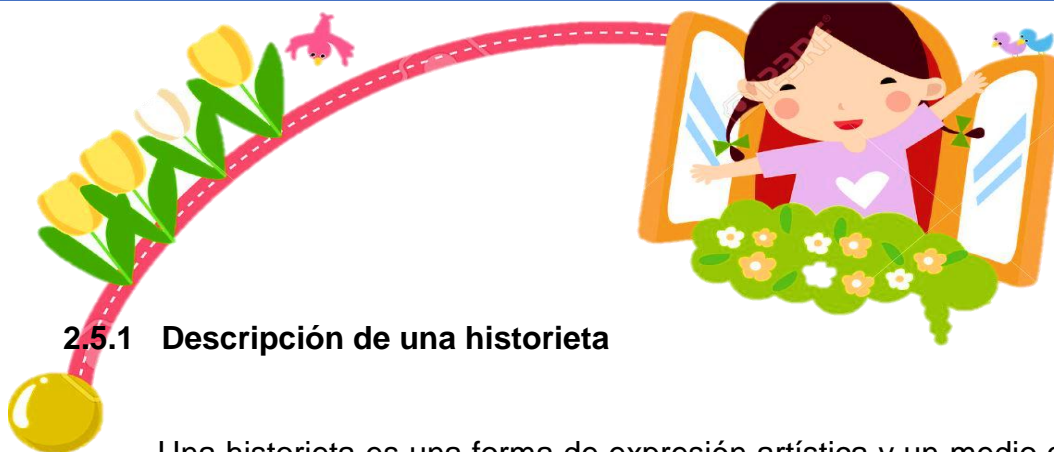 2.5.1 Descripción de una historieta
Una historieta es una forma de expresión artística y un medio